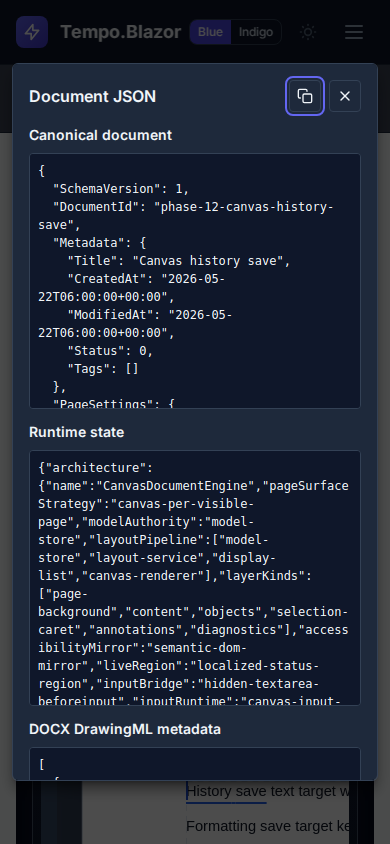 Tempo.Blazor Blue Indigo
Document JSON
Canonical document
{
"SchemaVersion": 1,
"DocumentId": "phase-12-canvas-history-
save",
"Metadata": {
"Title": "Canvas history save",
"CreatedAt": "2026-05-
22T06:00:00+00:00",
"ModifiedAt": "2026-05-
22T06:00:00+00:00",
"Status": 0,
"Tags": []
},
"PageSettings": {
Runtime state
{"architecture":
{"name":"CanvasDocumentEngine","pageSurface
Strategy":"canvas-per-visible-
page","modelAuthority":"model-
store","layoutPipeline":["model-
store","layout-service","display-
list","canvas-renderer"],"layerKinds":
["page-
background","content","objects","selection-
caret","annotations","diagnostics"],"access
ibilityMirror":"semantic-dom-
mirror","liveRegion":"localized-status-
region","inputBridge":"hidden-textarea-
beforeinput","inputRuntime":"canvas-input-
DOCX DrawingML metadata
[
{
History save text target w
Formatting save target ke